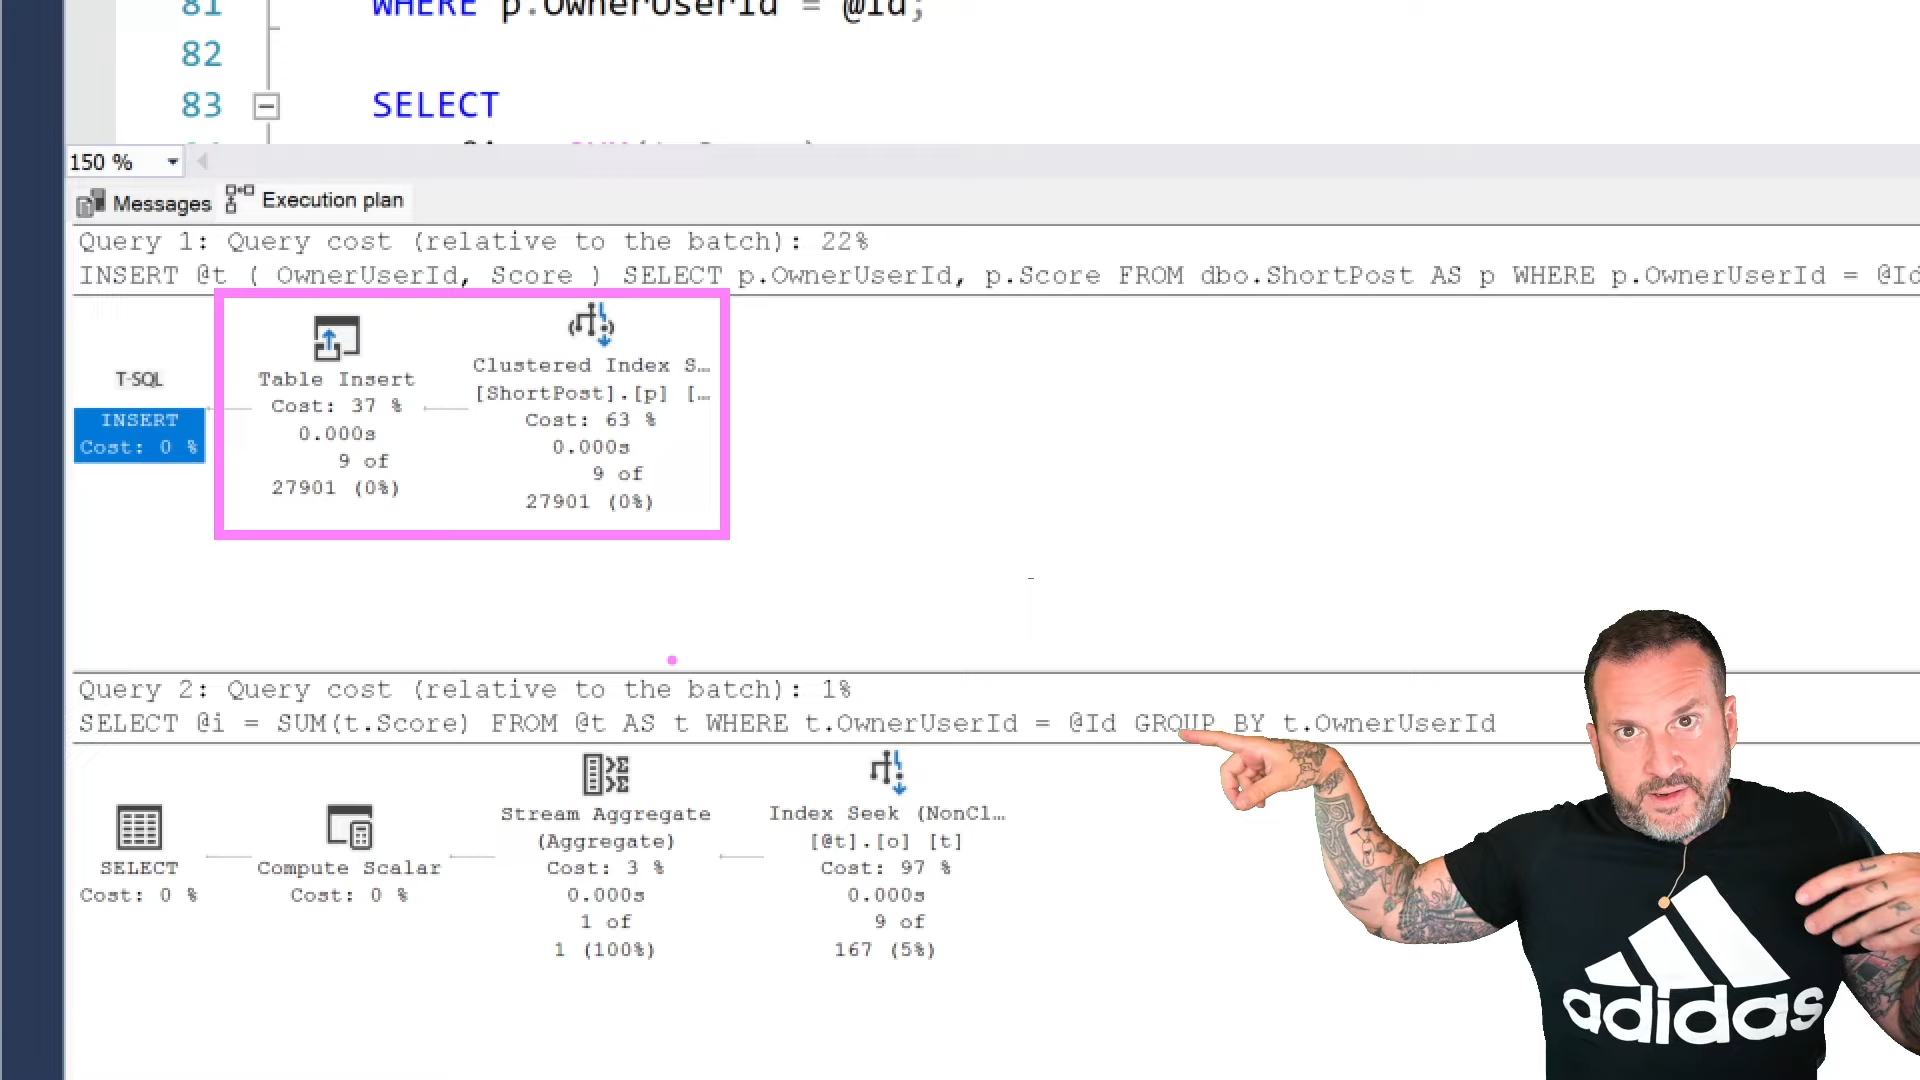 81 WHERE p.OwnerUserId = @Id;
82
83 SELECT
150 %
Messages Execution plan
Query 1: Query cost (relative to the batch): 22%
INSERT @t ( OwnerUserId, Score ) SELECT p.OwnerUserId, p.Score FROM dbo.ShortPost AS p WHERE p.OwnerUserId = @Id
T-SQL
INSERT
Cost: 0 %
Table Insert
Cost: 37 %
0.000s
9 of
27901 (0%)
Clustered Index S...
[ShortPost].[p] [...
Cost: 63 %
0.000s
9 of
27901 (0%)
Query 2: Query cost (relative to the batch): 1%
SELECT @i = SUM(t.Score) FROM @t AS t WHERE t.OwnerUserId = @Id GROUP BY t.OwnerUserId
SELECT
Cost: 0 %
Compute Scalar
Cost: 0 %
Stream Aggregate
(Aggregate)
Cost: 3 %
0.000s
1 of
1 (100%)
Index Seek (NonCl...
[@t].[o] [t]
Cost: 97 %
0.000s
9 of
167 (5%)
adidas